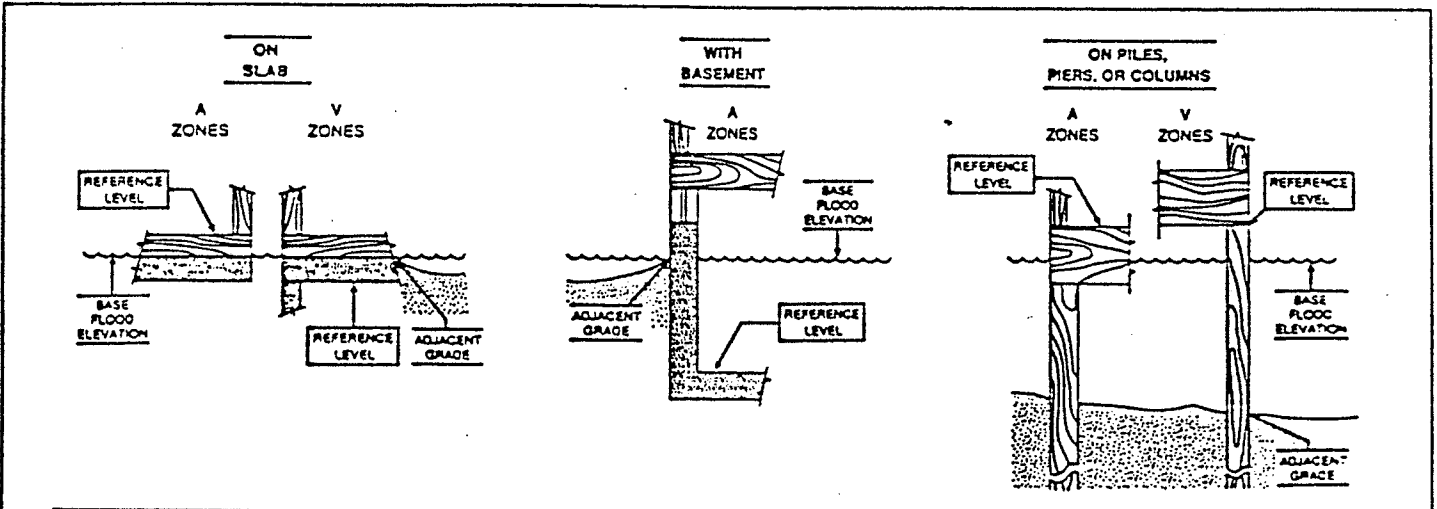 ON
SLAB
A
ZONES
V
ZONES
REFERENCE
LEVEL
BASE
FLOOD
ELEVATION
REFERENCE
LEVEL
ADJACENT
GRADE
WITH
BASEMENT
A
ZONES
BASE
FLOOD
ELEVATION
ADJACENT
GRADE
REFERENCE
LEVEL
ON PILES,
PIERS, OR COLUMNS
A
ZONES
V
ZONES
REFERENCE
LEVEL
REFERENCE
LEVEL
BASE
FLOOD
ELEVATION
ADJACENT
GRADE